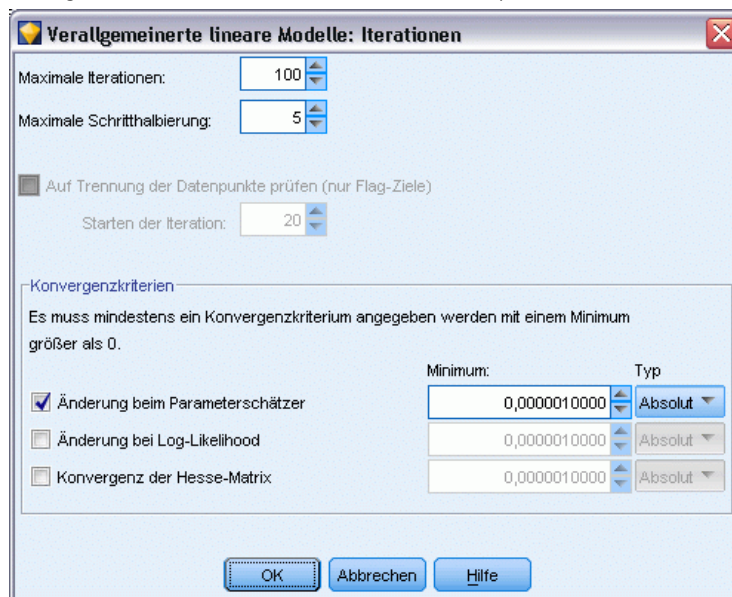 Verallgemeinerte lineare Modelle: Iterationen
Maximale Iterationen: 100
Maximale Schritthalbierung: 5
Auf Trennung der Datenpunkte prüfen (nur Flag-Ziele)
Starten der Iteration: 20
Konvergenzkriterien
Es muss mindestens ein Konvergenzkriterium angegeben werden mit einem Minimum
größer als 0.
Minimum: Typ
Änderung beim Parameterschätzer 0,0000010000 Absolut
Änderung bei Log-Likelihood 0,0000010000 Absolut
Konvergenz der Hesse-Matrix 0,0000010000 Absolut
OK Abbrechen Hilfe